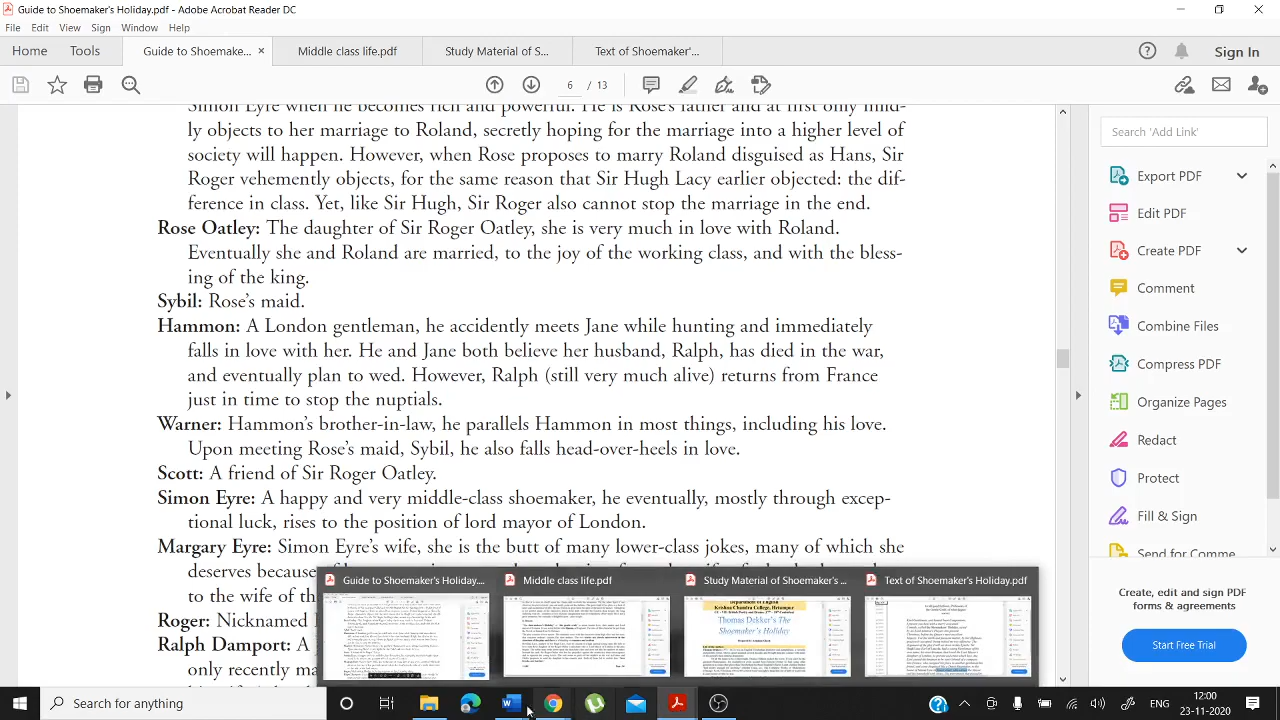 Guide to Shoemaker's Holiday.pdf - Adobe Acrobat Reader DC
File Edit View Sign Window Help
Home Tools Guide to Shoemake... × Middle class life.pdf Study Material of S... Text of Shoemaker'... Sign In
6 / 13
Simon Eyre when he becomes rich and powerful. He is Rose's father and at first only mild-
ly objects to her marriage to Roland, secretly hoping for the marriage into a higher level of
society will happen. However, when Rose proposes to marry Roland disguised as Hans, Sir
Roger vehemently objects, for the same reason that Sir Hugh Lacy earlier objected: the dif-
ference in class. Yet, like Sir Hugh, Sir Roger also cannot stop the marriage in the end.
Rose Oatley: The daughter of Sir Roger Oatley, she is very much in love with Roland.
Eventually she and Roland are married, to the joy of the working class, and with the bless-
ing of the king.
Sybil: Rose's maid.
Hammon: A London gentleman, he accidently meets Jane while hunting and immediately
falls in love with her. He and Jane both believe her husband, Ralph, has died in the war,
and eventually plan to wed. However, Ralph (still very much alive) returns from France
just in time to stop the nuptials.
Warner: Hammon's brother-in-law, he parallels Hammon in most things, including his love.
Upon meeting Rose's maid, Sybil, he also falls head-over-heels in love.
Scott: A friend of Sir Roger Oatley.
Simon Eyre: A happy and very middle-class shoemaker, he eventually, mostly through excep-
tional luck, rises to the position of lord mayor of London.
Margary Eyre: Simon Eyre's wife, she is the butt of many lower-class jokes, many of which she
deserves because
to the wife of th
Roger: Nicknamed
Ralph Damport: A
only
Search 'Add Link'
Export PDF
Edit PDF
Create PDF
Comment
Combine Files
Compress PDF
Organize Pages
Redact
Protect
Fill & Sign
Send for Comme
Create, edit and sign PDF
forms & agreements
Start Free Trial
Guide to Shoemaker's Holiday.... Middle class life.pdf Study Material of Shoemaker's ... Text of Shoemaker's Holiday.pdf
Krishna Chandra College, Hetampur
Thomas Dekker's The
Shoemaker's Holiday
Search for anything
ENG
12:00
23-11-2020